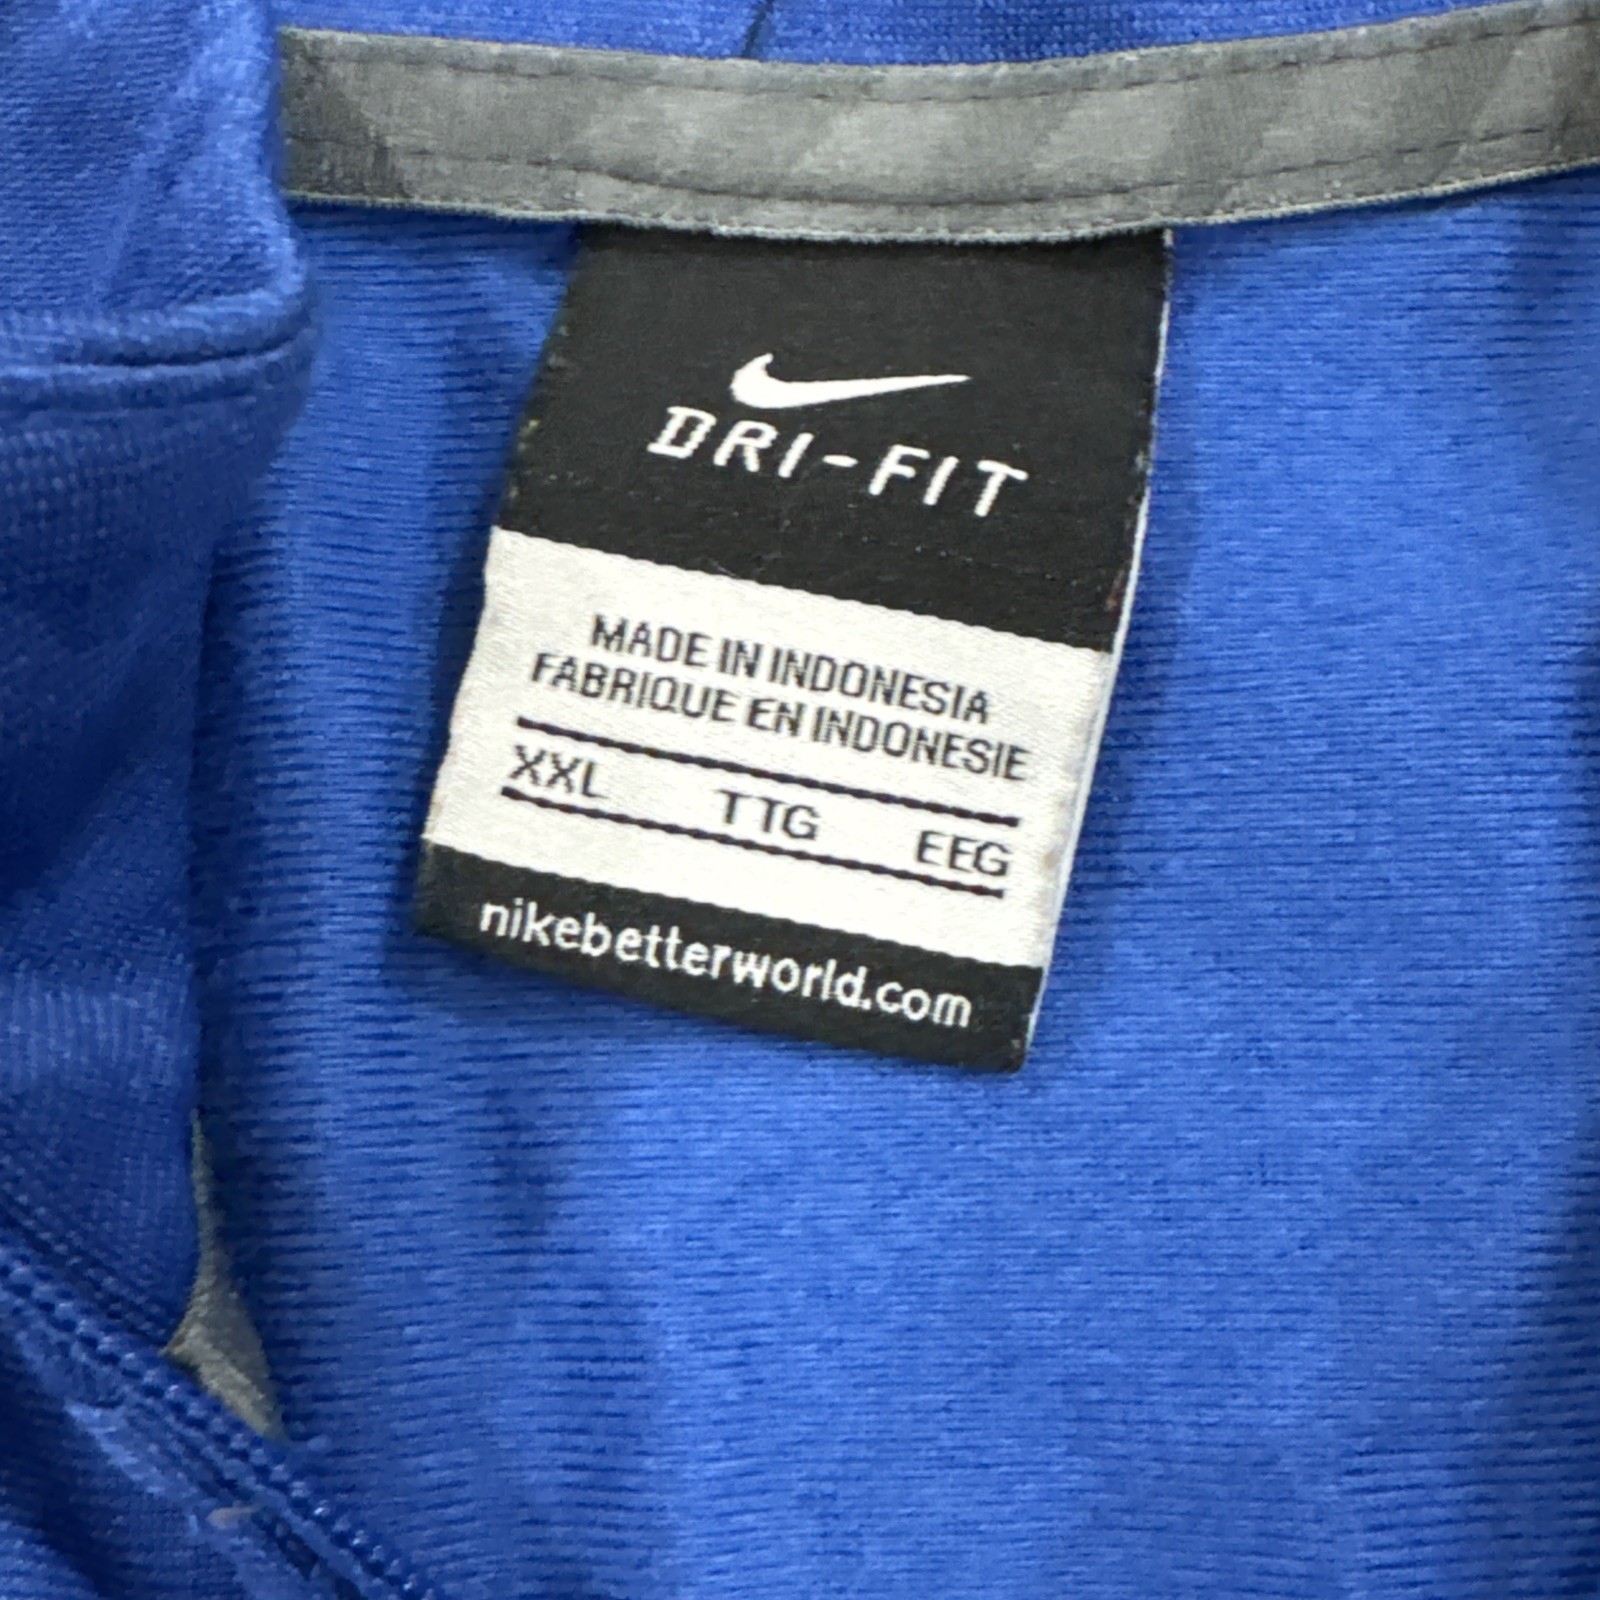 DRI-FIT
MADE IN INDONESIA
FABRIQUE EN INDONESIE
XXL TTG EEG
nikebetterworld.com